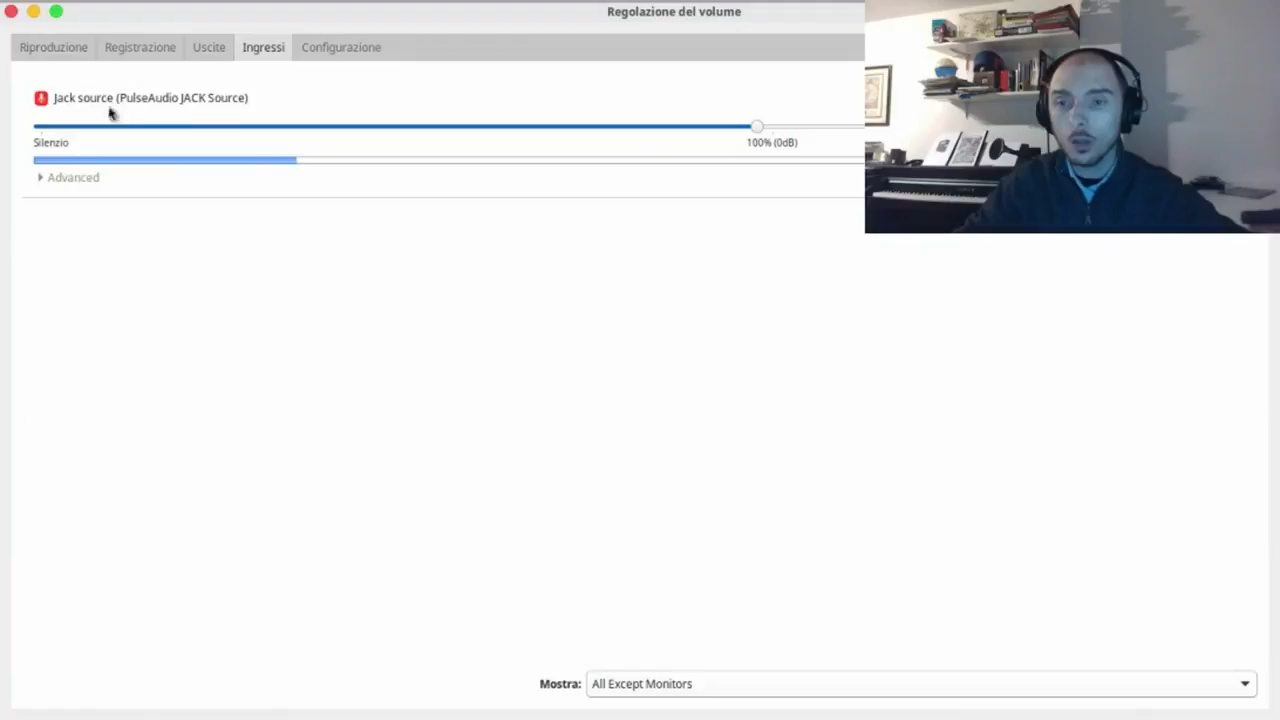 Regolazione del volume
Riproduzione Registrazione Uscite Ingressi Configurazione
Jack source (PulseAudio JACK Source)
Silenzio 100% (0dB)
Advanced
Mostra: All Except Monitors